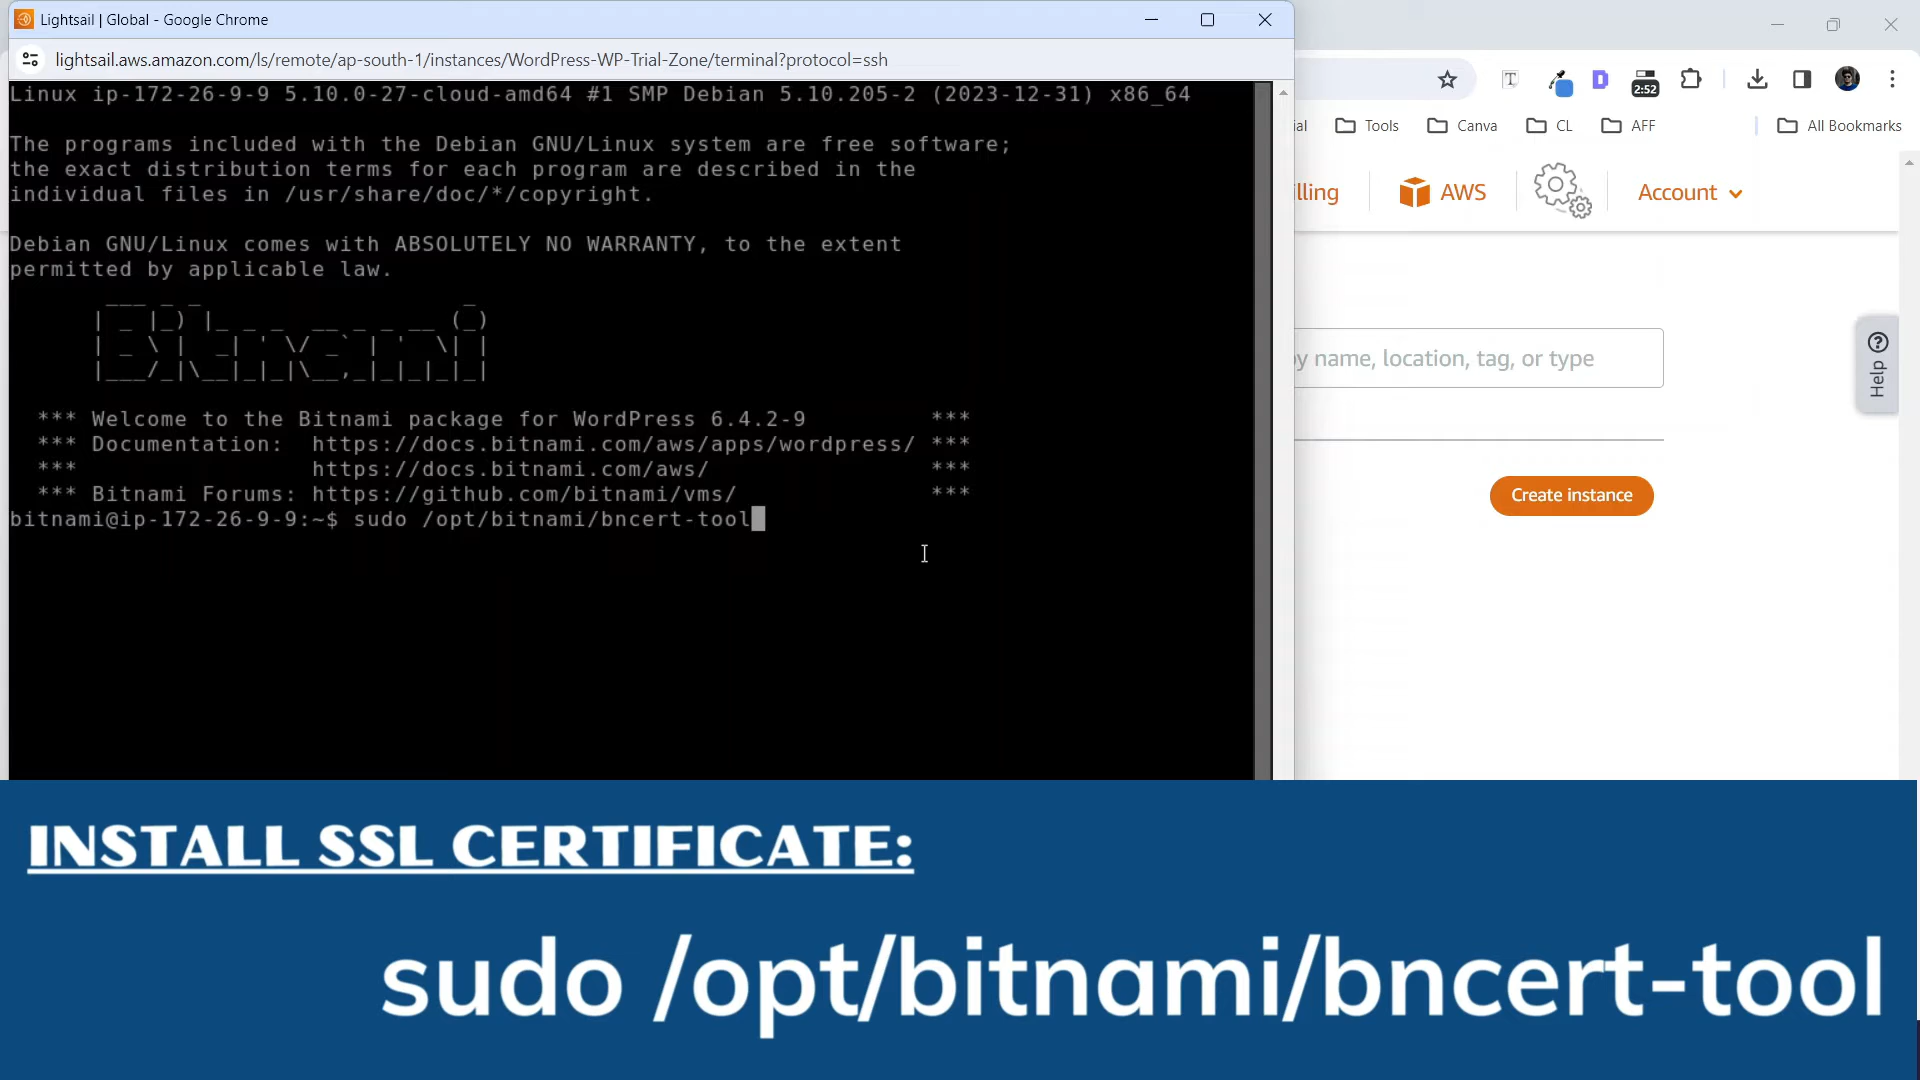 Lightsail | Global - Google Chrome
lightsail.aws.amazon.com/ls/remote/ap-south-1/instances/WordPress-WP-Trial-Zone/terminal?protocol=ssh
Linux ip-172-26-9-9 5.10.0-27-cloud-amd64 #1 SMP Debian 5.10.205-2 (2023-12-31) x86_64
The programs included with the Debian GNU/Linux system are free software;
the exact distribution terms for each program are described in the
individual files in /usr/share/doc/*/copyright.
Debian GNU/Linux comes with ABSOLUTELY NO WARRANTY, to the extent
permitted by applicable law.
Bitnami
*** Welcome to the Bitnami package for WordPress 6.4.2-9 ***
*** Documentation: https://docs.bitnami.com/aws/apps/wordpress/ ***
*** https://docs.bitnami.com/aws/ ***
*** Bitnami Forums: https://github.com/bitnami/vms/ ***
bitnami@ip-172-26-9-9:~$ sudo /opt/bitnami/bncert-tool
T
D
2:52
ial Tools Canva CL AFF All Bookmarks
illing AWS Account
by name, location, tag, or type
Help
Create instance
INSTALL SSL CERTIFICATE:
sudo /opt/bitnami/bncert-tool